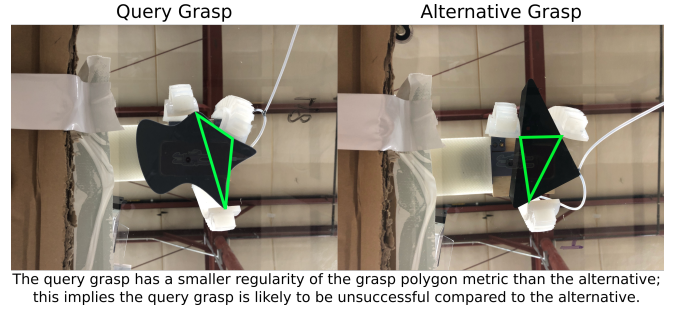 Query Grasp
Alternative Grasp
The query grasp has a smaller regularity of the grasp polygon metric than the alternative;
this implies the query grasp is likely to be unsuccessful compared to the alternative.